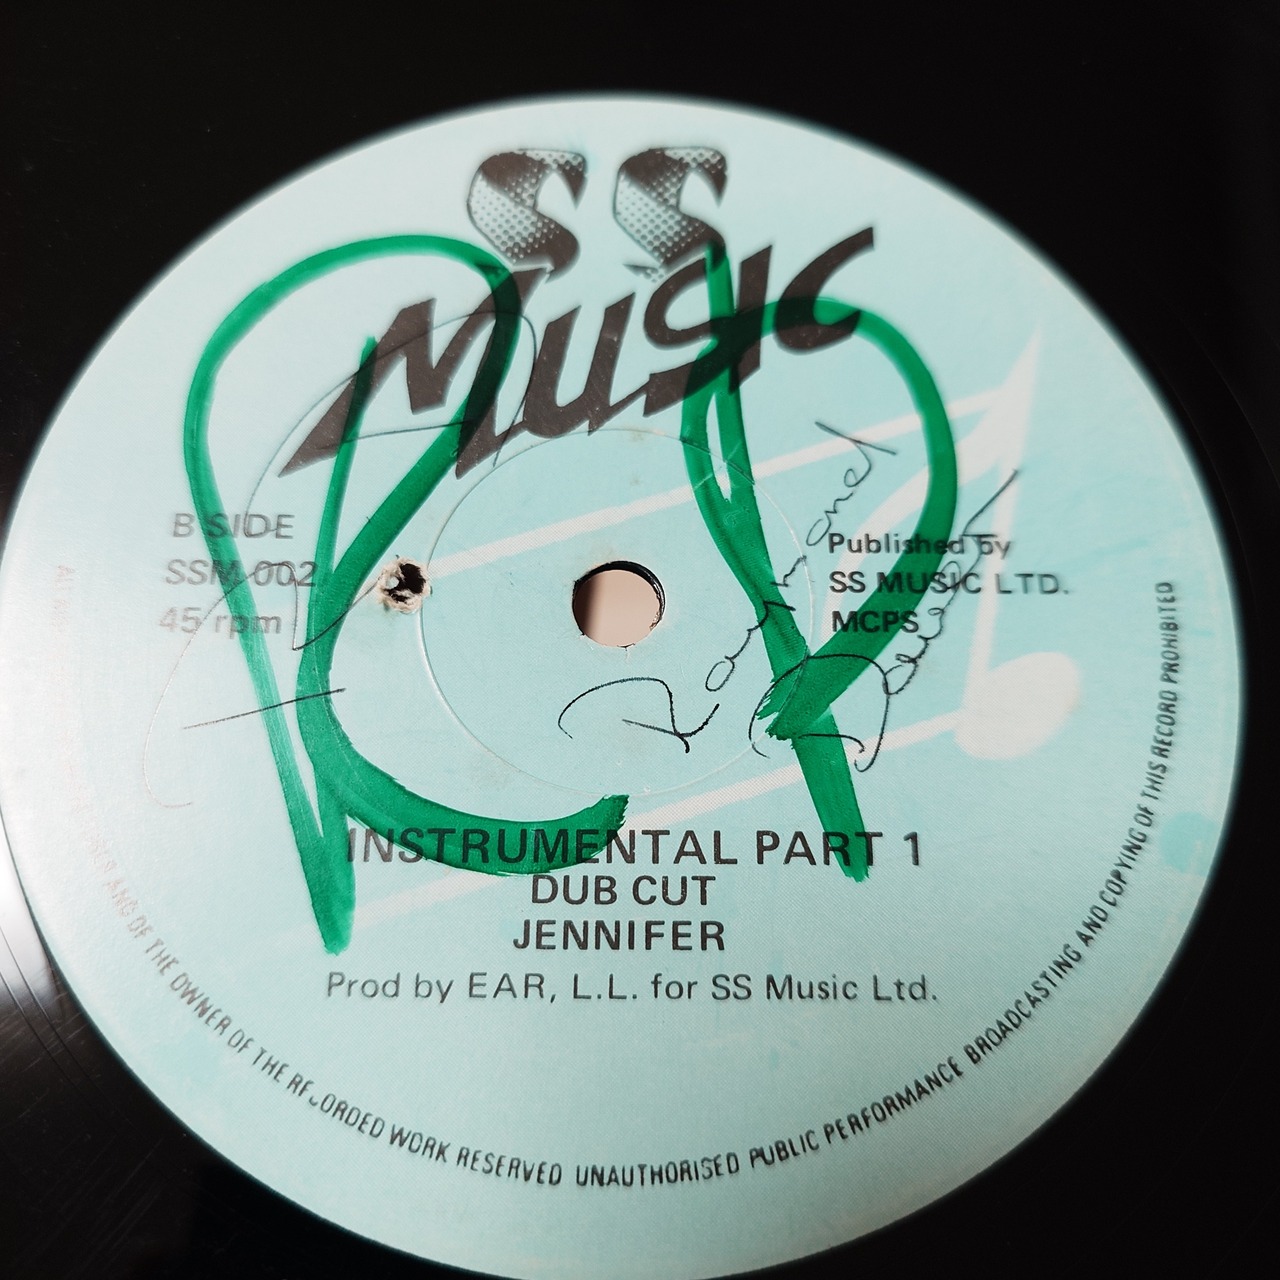 SS
Music
B SIDE
SSM 002
45 rpm
Published by
SS MUSIC LTD.
MCPS
Raymond
INSTRUMENTAL PART 1
DUB CUT
JENNIFER
Prod by EAR, L.L. for SS Music Ltd.
OF THE OWNER OF THE RECORDED WORK RESERVED UNAUTHORISED PUBLIC PERFORMANCE BROADCASTING AND COPYING OF THIS RECORD PROHIBITED